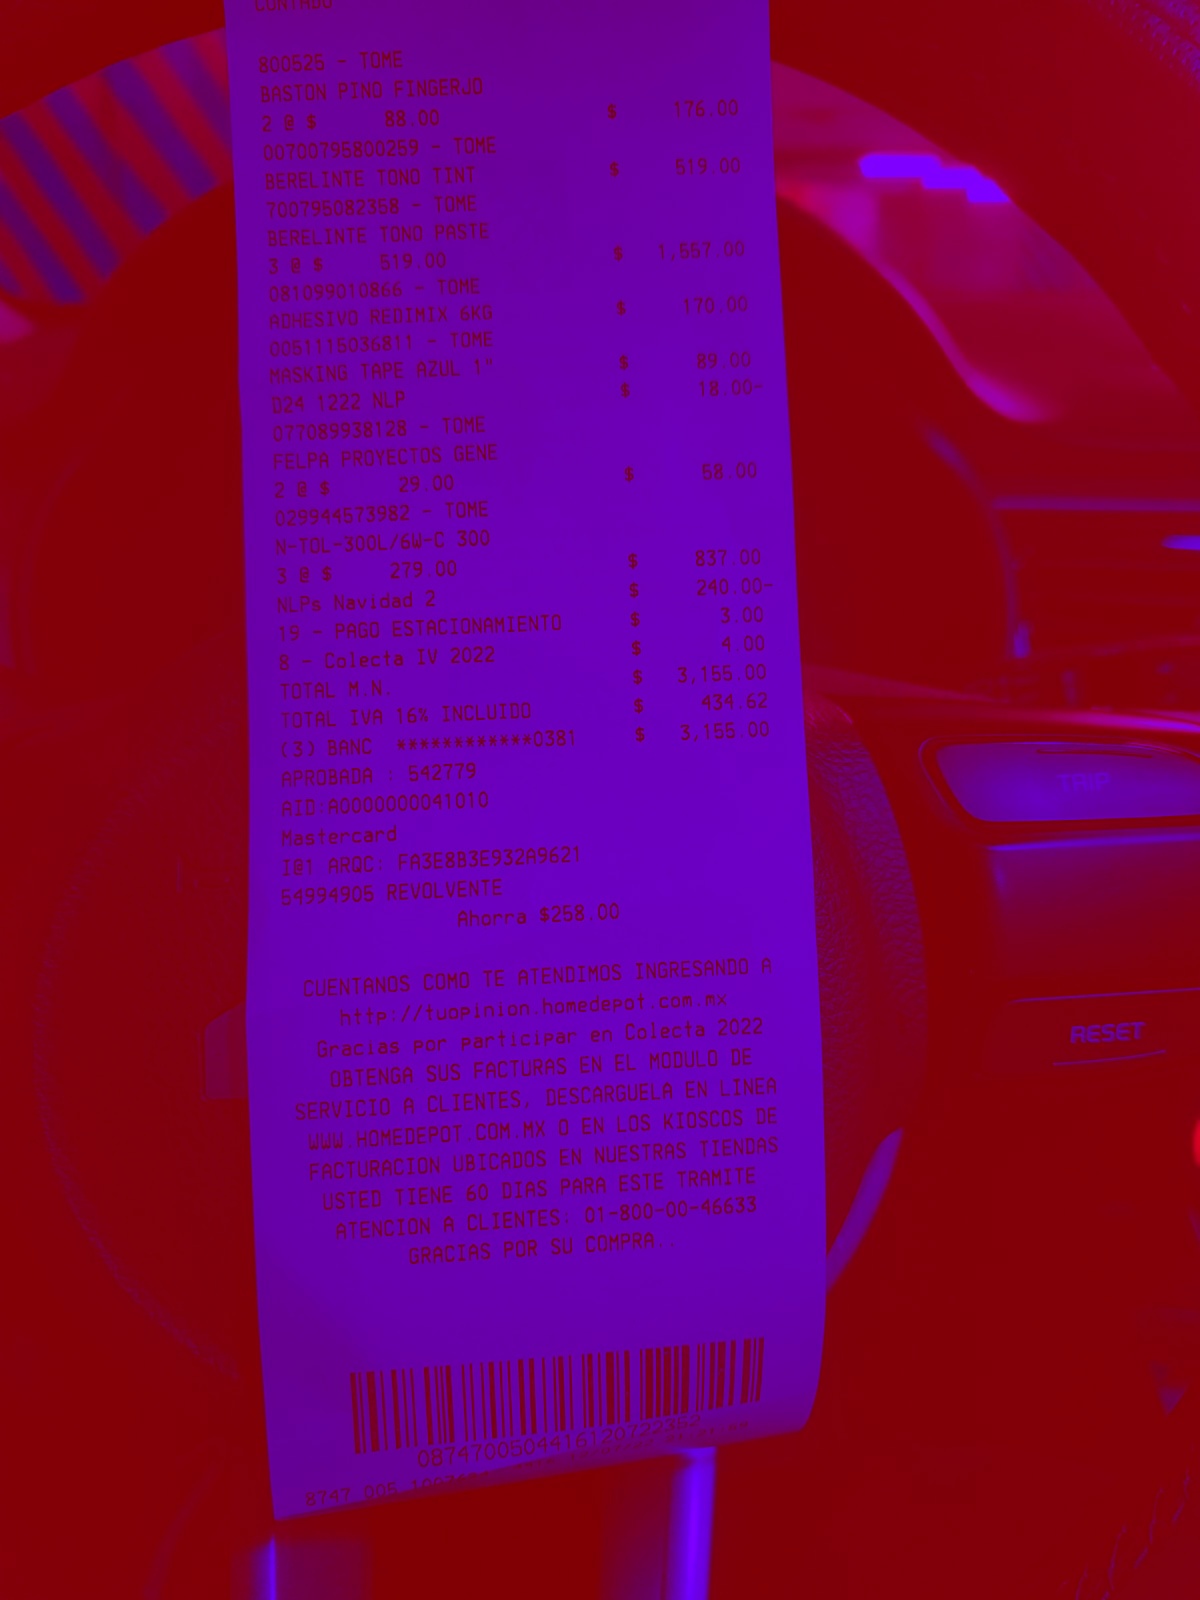 CONTADO
800525 - TOME
BASTON PINO FINGERJO
2 @ $ 88.00 $ 176.00
00700795800259 - TOME
BERELINTE TONO TINT $ 519.00
700795082358 - TOME
BERELINTE TONO PASTE
3 @ $ 519.00 $ 1,557.00
081099010866 - TOME
ADHESIVO REDIMIX 6KG $ 170.00
0051115036811 - TOME
MASKING TAPE AZUL 1" $ 89.00
D24 1222 NLP $ 18.00-
077089938128 - TOME
FELPA PROYECTOS GENE
2 @ $ 29.00 $ 58.00
029944573982 - TOME
N-TOL-300L/6W-C 300
3 @ $ 279.00 $ 837.00
NLPs Navidad 2 $ 240.00-
19 - PAGO ESTACIONAMIENTO $ 3.00
8 - Colecta IV 2022 $ 4.00
TOTAL M.N. $ 3,155.00
TOTAL IVA 16% INCLUIDO $ 434.62
(3) BANC ************0381 $ 3,155.00
APROBADA : 542779
AID:A0000000041010
Mastercard
I@1 ARQC: FA3E8B3E932A9621
54994905 REVOLVENTE
Ahorra $258.00
CUENTANOS COMO TE ATENDIMOS INGRESANDO A
http://tuopinion.homedepot.com.mx
Gracias por participar en Colecta 2022
OBTENGA SUS FACTURAS EN EL MODULO DE
SERVICIO A CLIENTES, DESCARGUELA EN LINEA
WWW.HOMEDEPOT.COM.MX O EN LOS KIOSCOS DE
FACTURACION UBICADOS EN NUESTRAS TIENDAS
USTED TIENE 60 DIAS PARA ESTE TRAMITE
ATENCION A CLIENTES: 01-800-00-46633
GRACIAS POR SU COMPRA..
0874700504416120722352
8747 005
TRIP
RESET